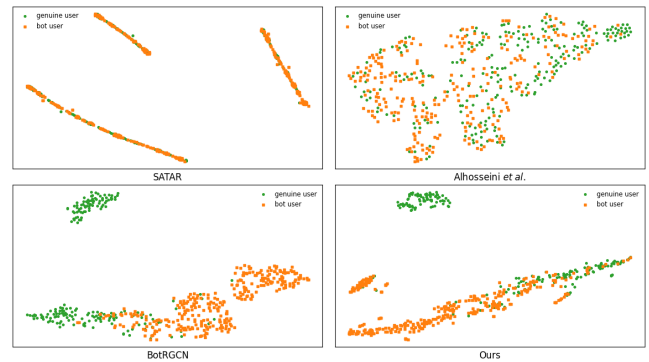 genuine user
bot user
SATAR
genuine user
bot user
Alhosseini et al.
genuine user
bot user
BotRGCN
genuine user
bot user
Ours